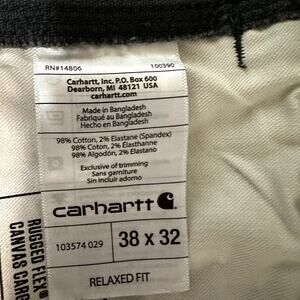 RN#14806 100390
Carhartt, Inc. P.O. Box 600
Dearborn, MI 48121 USA
carhartt.com
Made in Bangladesh
Fabriqué au Bangladesh
Hecho en Bangladesh
98% Cotton, 2% Elastane (Spandex)
98% Coton, 2% Élasthanne
98% Algodón, 2% Elastano
Exclusive of trimming
Sans garniture
Sin incluir adorno
carhartt
103574 029
38 x 32
RELAXED FIT
RUGGED FLEX®
CANVAS CARG